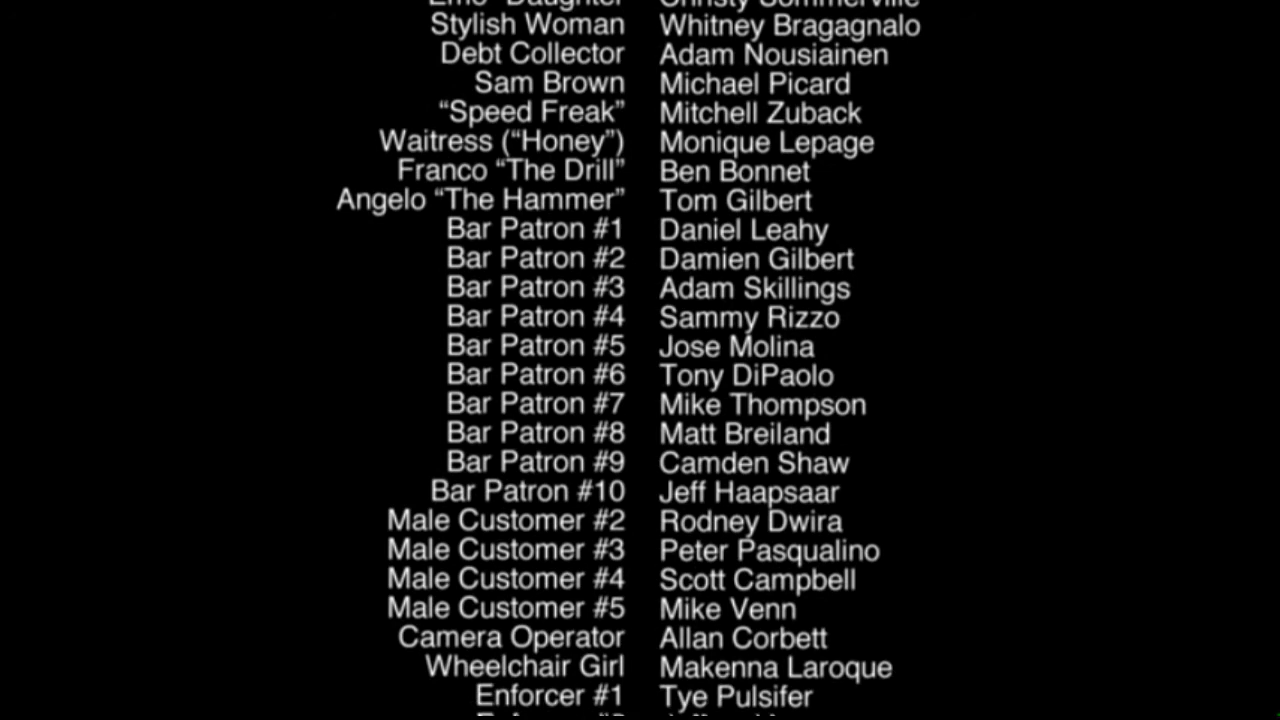 Stylish Woman Whitney Bragagnalo
Debt Collector Adam Nousiainen
Sam Brown Michael Picard
“Speed Freak” Mitchell Zuback
Waitress (“Honey”) Monique Lepage
Franco “The Drill” Ben Bonnet
Angelo “The Hammer” Tom Gilbert
Bar Patron #1 Daniel Leahy
Bar Patron #2 Damien Gilbert
Bar Patron #3 Adam Skillings
Bar Patron #4 Sammy Rizzo
Bar Patron #5 Jose Molina
Bar Patron #6 Tony DiPaolo
Bar Patron #7 Mike Thompson
Bar Patron #8 Matt Breiland
Bar Patron #9 Camden Shaw
Bar Patron #10 Jeff Haapsaar
Male Customer #2 Rodney Dwira
Male Customer #3 Peter Pasqualino
Male Customer #4 Scott Campbell
Male Customer #5 Mike Venn
Camera Operator Allan Corbett
Wheelchair Girl Makenna Laroque
Enforcer #1 Tye Pulsifer